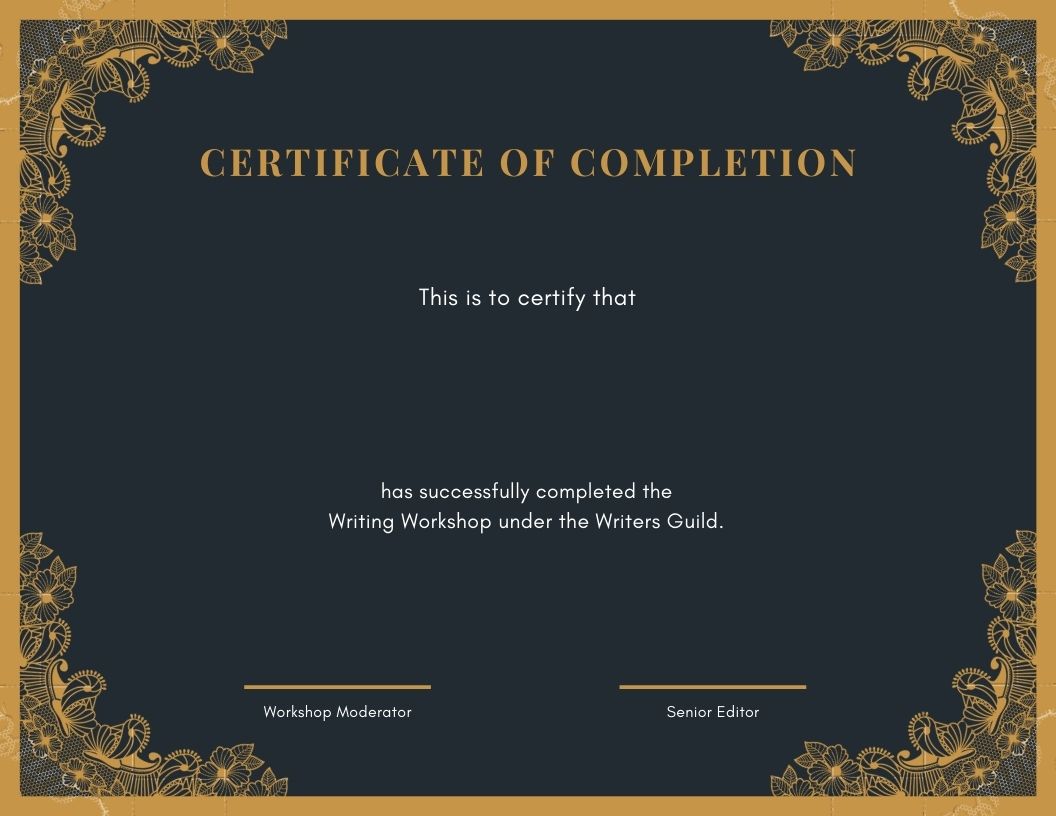 CERTIFICATE OF COMPLETION
This is to certify that
has successfully completed the
Writing Workshop under the Writers Guild.
Workshop Moderator
Senior Editor